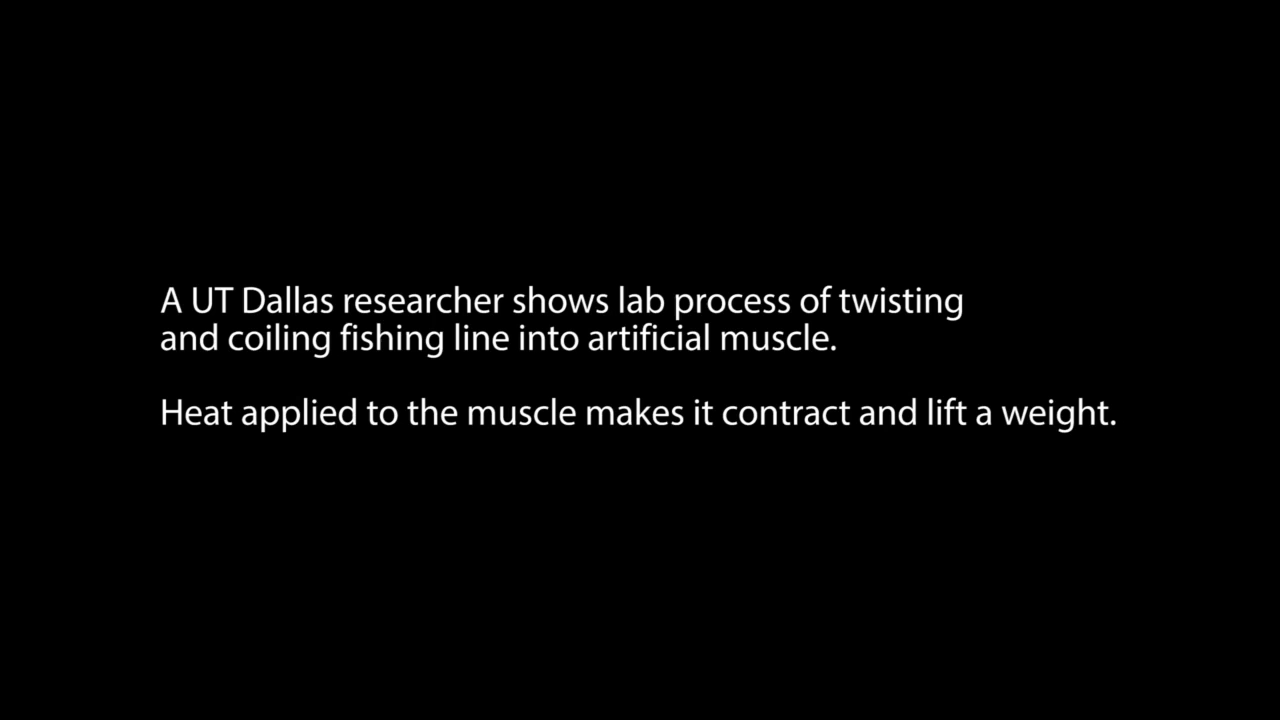 A UT Dallas researcher shows lab process of twisting
and coiling fishing line into artificial muscle.
Heat applied to the muscle makes it contract and lift a weight.